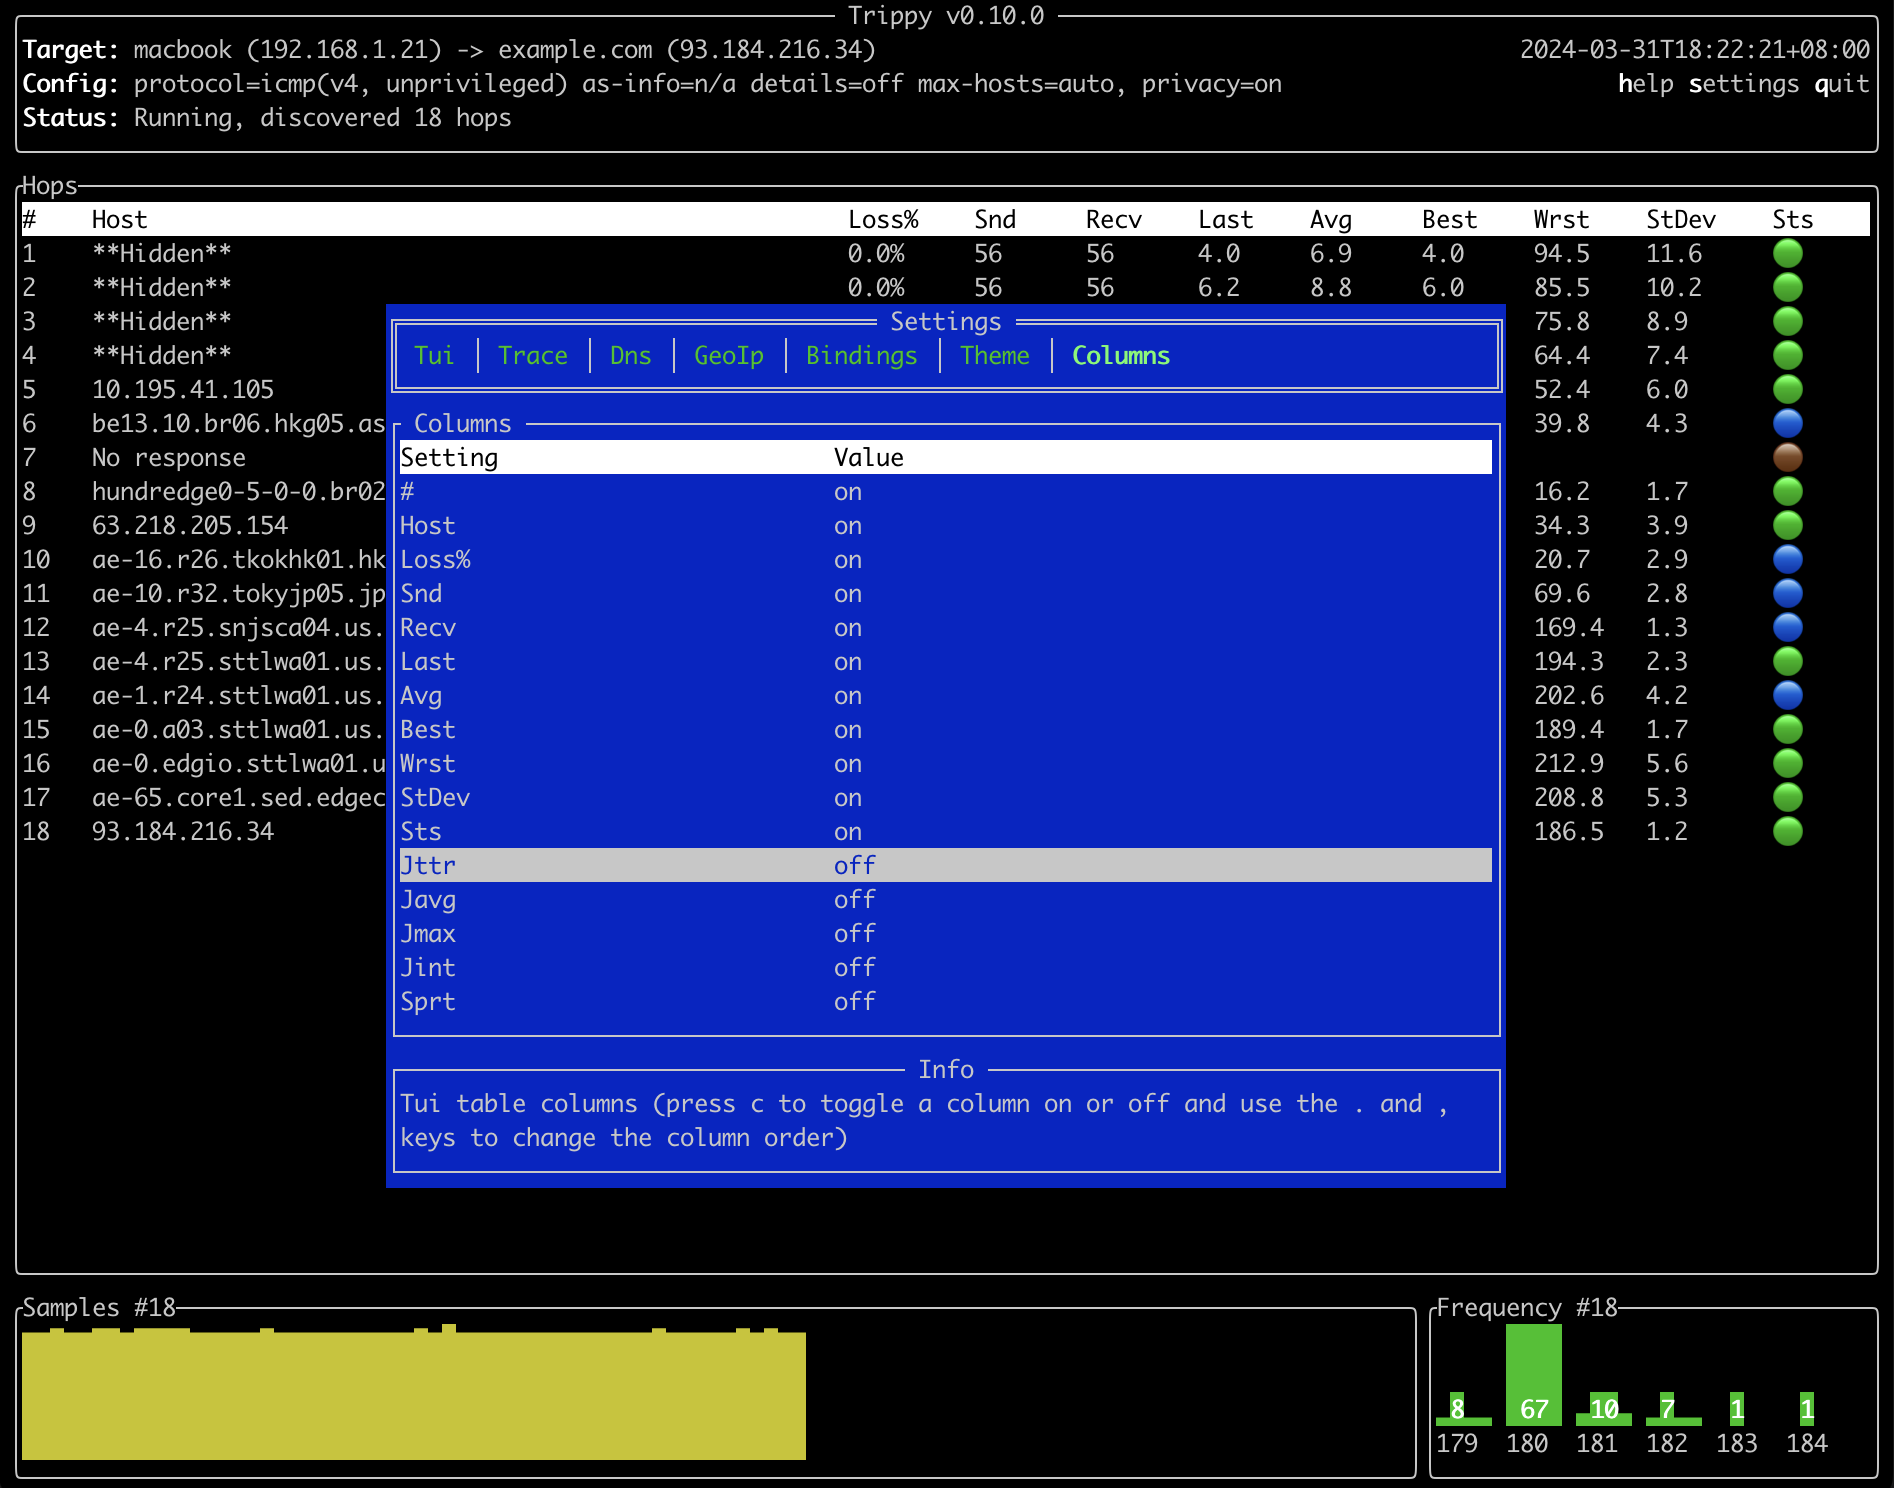 Trippy v0.10.0
Target: macbook (192.168.1.21) -> example.com (93.184.216.34) 2024-03-31T18:22:21+08:00
Config: protocol=icmp(v4, unprivileged) as-info=n/a details=off max-hosts=auto, privacy=on help settings quit
Status: Running, discovered 18 hops
Hops
# Host Loss% Snd Recv Last Avg Best Wrst StDev Sts
1 **Hidden** 0.0% 56 56 4.0 6.9 4.0 94.5 11.6
2 **Hidden** 0.0% 56 56 6.2 8.8 6.0 85.5 10.2
3 **Hidden** 75.8 8.9
4 **Hidden** 64.4 7.4
5 10.195.41.105 52.4 6.0
6 be13.10.br06.hkg05.as 39.8 4.3
7 No response
8 hundredge0-5-0-0.br02 16.2 1.7
9 63.218.205.154 34.3 3.9
10 ae-16.r26.tkokhk01.hk 20.7 2.9
11 ae-10.r32.tokyjp05.jp 69.6 2.8
12 ae-4.r25.snjsca04.us. 169.4 1.3
13 ae-4.r25.sttlwa01.us. 194.3 2.3
14 ae-1.r24.sttlwa01.us. 202.6 4.2
15 ae-0.a03.sttlwa01.us. 189.4 1.7
16 ae-0.edgio.sttlwa01.u 212.9 5.6
17 ae-65.core1.sed.edgec 208.8 5.3
18 93.184.216.34 186.5 1.2
Settings
Tui Trace Dns GeoIp Bindings Theme Columns
Columns
Setting Value
# on
Host on
Loss% on
Snd on
Recv on
Last on
Avg on
Best on
Wrst on
StDev on
Sts on
Jttr off
Javg off
Jmax off
Jint off
Sprt off
Info
Tui table columns (press c to toggle a column on or off and use the . and ,
keys to change the column order)
Samples #18
Frequency #18
8 67 10 7 1 1
179 180 181 182 183 184